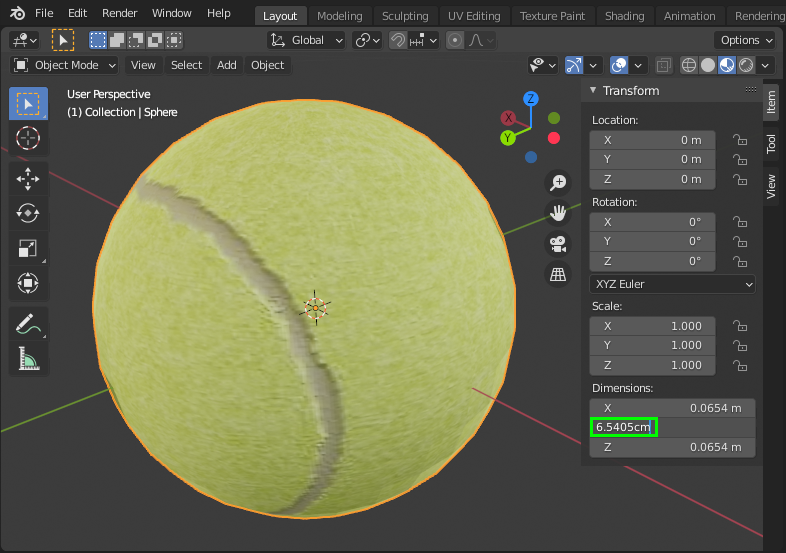 File Edit Render Window Help Layout Modeling Sculpting UV Editing Texture Paint Shading Animation Rendering
Global Options
Object Mode View Select Add Object
User Perspective
(1) Collection | Sphere
Z
X
Y
Transform
Item
Tool
View
Location:
X 0 m
Y 0 m
Z 0 m
Rotation:
X 0°
Y 0°
Z 0°
XYZ Euler
Scale:
X 1.000
Y 1.000
Z 1.000
Dimensions:
X 0.0654 m
6.5405cm
Z 0.0654 m